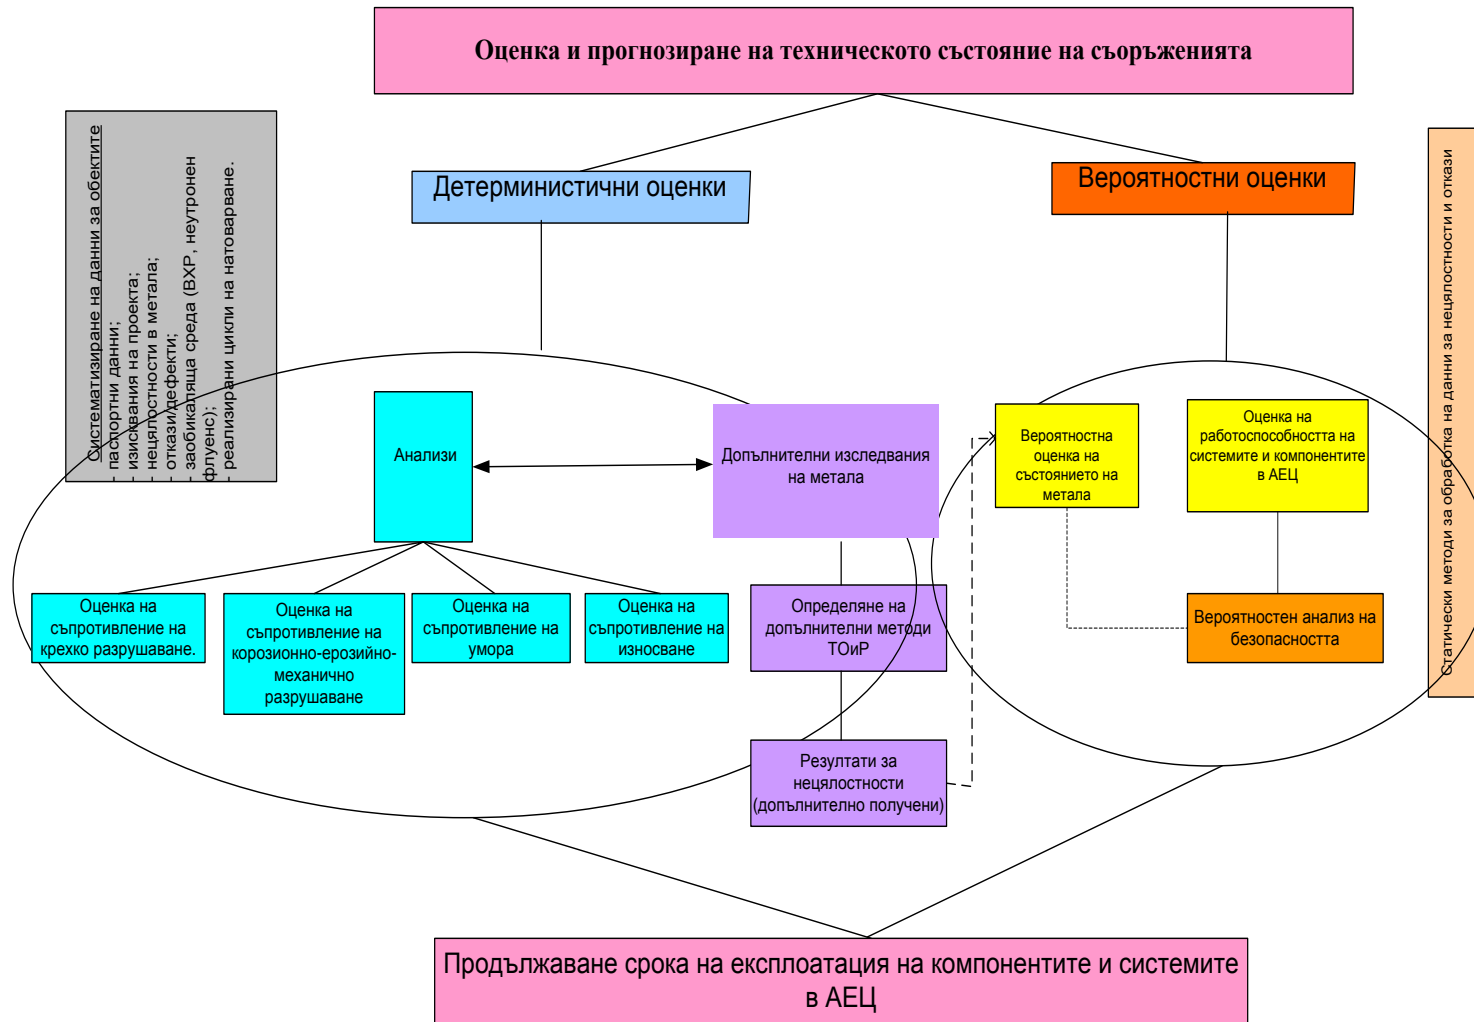 Оценка и прогнозиране на техническото състояние на съоръженията
Систематизиране на данни за обектите
- паспортни данни;
- изисквания на проекта;
- нецялостности в метала;
- откази/дефекти;
- заобикаляща среда (ВХР, неутронен
флуенс);
- реализирани цикли на натоварване.
Детерминистични оценки
Вероятностни оценки
Статически методи за обработка на данни за нецялостности и откази
Анализи
Допълнителни изследвания
на метала
Вероятностна
оценка на
състоянието на
метала
Оценка на
работоспособността на
системите и компонентите
в АЕЦ
Оценка на
съпротивление на
крехко разрушаване.
Оценка на
съпротивление на
корозионно-ерозийно-
механично
разрушаване
Оценка на
съпротивление на
умора
Оценка на
съпротивление на
износване
Определяне на
допълнителни методи
ТОиР
Вероятностен анализ на
безопасността
Резултати за
нецялостности
(допълнително получени)
Продължаване срока на експлоатация на компонентите и системите
в АЕЦ